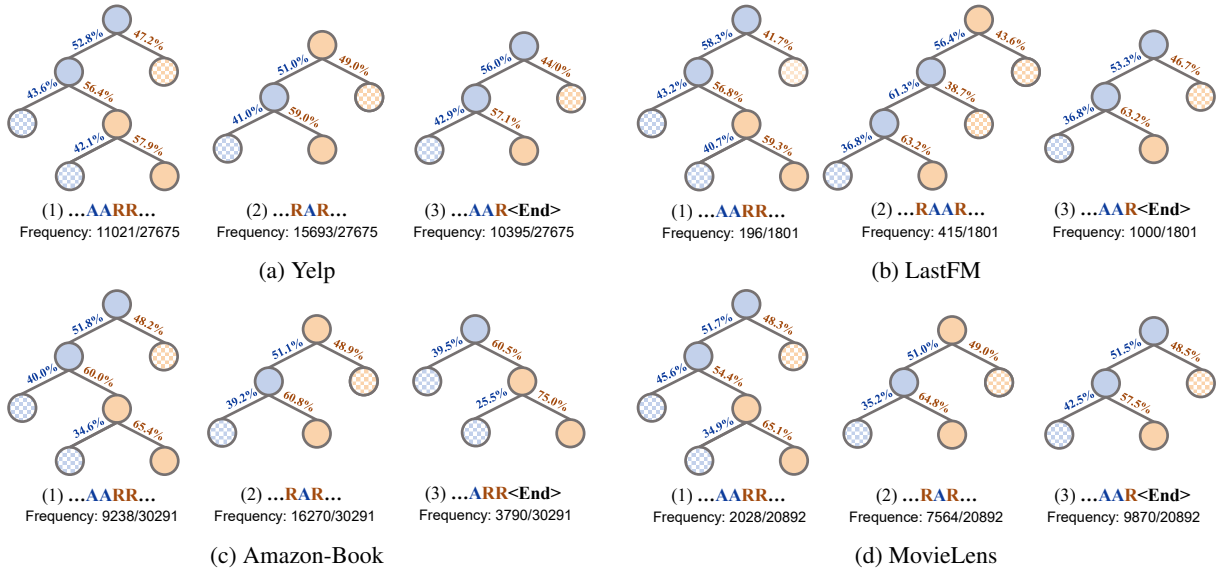 52.8% 47.2%
43.6% 56.4%
42.1% 57.9%
(1) ...AARR...
Frequency: 11021/27675
51.0% 49.0%
41.0% 59.0%
(2) ...RAR...
Frequency: 15693/27675
56.0% 44/0%
42.9% 57.1%
(3) ...AAR<End>
Frequency: 10395/27675
(a) Yelp
58.3% 41.7%
43.2% 56.8%
40.7% 59.3%
(1) ...AARR...
Frequency: 196/1801
56.4% 43.6%
61.3% 38.7%
36.8% 63.2%
(2) ...RAAR...
Frequency: 415/1801
53.3% 46.7%
36.8% 63.2%
(3) ...AAR<End>
Frequency: 1000/1801
(b) LastFM
51.8% 48.2%
40.0% 60.0%
34.6% 65.4%
(1) ...AARR...
Frequency: 9238/30291
51.1% 48.9%
39.2% 60.8%
(2) ...RAR...
Frequency: 16270/30291
39.5% 60.5%
25.5% 75.0%
(3) ...ARR<End>
Frequency: 3790/30291
(c) Amazon-Book
51.7% 48.3%
45.6% 54.4%
34.9% 65.1%
(1) ...AARR...
Frequency: 2028/20892
51.0% 49.0%
35.2% 64.8%
(2) ...RAR...
Frequence: 7564/20892
51.5% 48.5%
42.5% 57.5%
(3) ...AAR<End>
Frequency: 9870/20892
(d) MovieLens